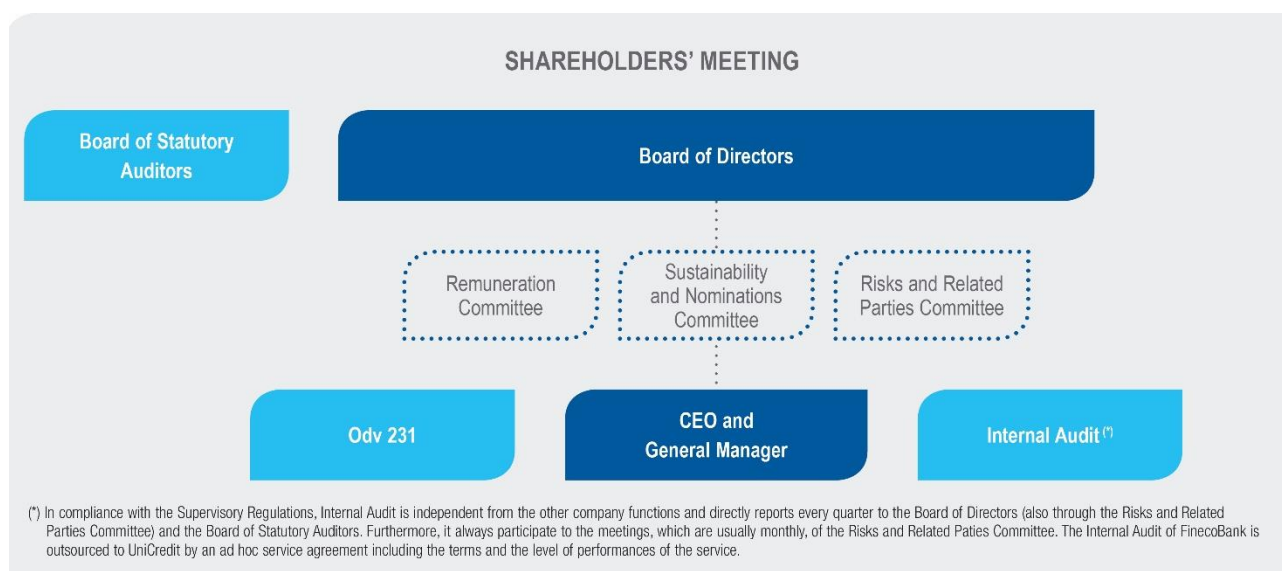 SHAREHOLDERS’ MEETING
Board of Statutory
Auditors
Board of Directors
Remuneration
Committee
Sustainability
and Nominations
Committee
Risks and Related
Parties Committee
Odv 231
CEO and
General Manager
Internal Audit (*)
(*) In compliance with the Supervisory Regulations, Internal Audit is independent from the other company functions and directly reports every quarter to the Board of Directors (also through the Risks and Related
Parties Committee) and the Board of Statutory Auditors. Furthermore, it always participate to the meetings, which are usually monthly, of the Risks and Related Paties Committee. The Internal Audit of FinecoBank is
outsourced to UniCredit by an ad hoc service agreement including the terms and the level of performances of the service.